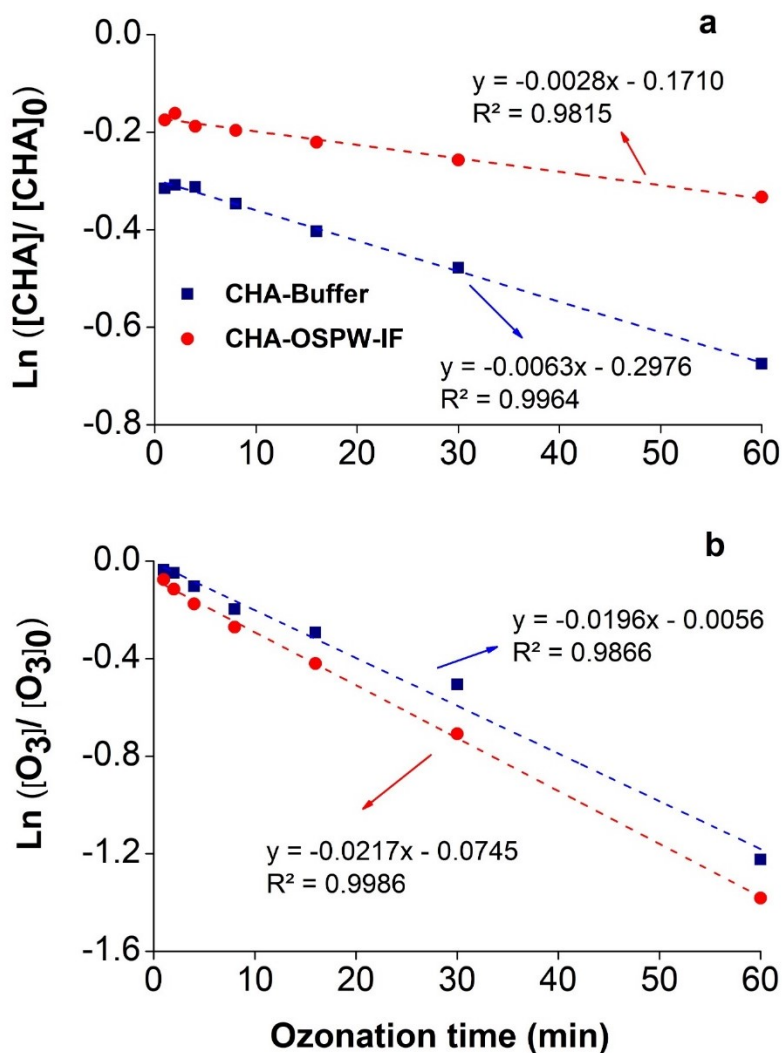 a
0.0
-0.2
-0.4
-0.6
-0.8
Ln ([CHA]/ [CHA]0)
y = -0.0028x - 0.1710
R² = 0.9815
CHA-Buffer
CHA-OSPW-IF
y = -0.0063x - 0.2976
R² = 0.9964
0 10 20 30 40 50 60
b
0.0
-0.4
-0.8
-1.2
-1.6
Ln ([O3]/ [O3]0)
y = -0.0196x - 0.0056
R² = 0.9866
y = -0.0217x - 0.0745
R² = 0.9986
0 10 20 30 40 50 60
Ozonation time (min)